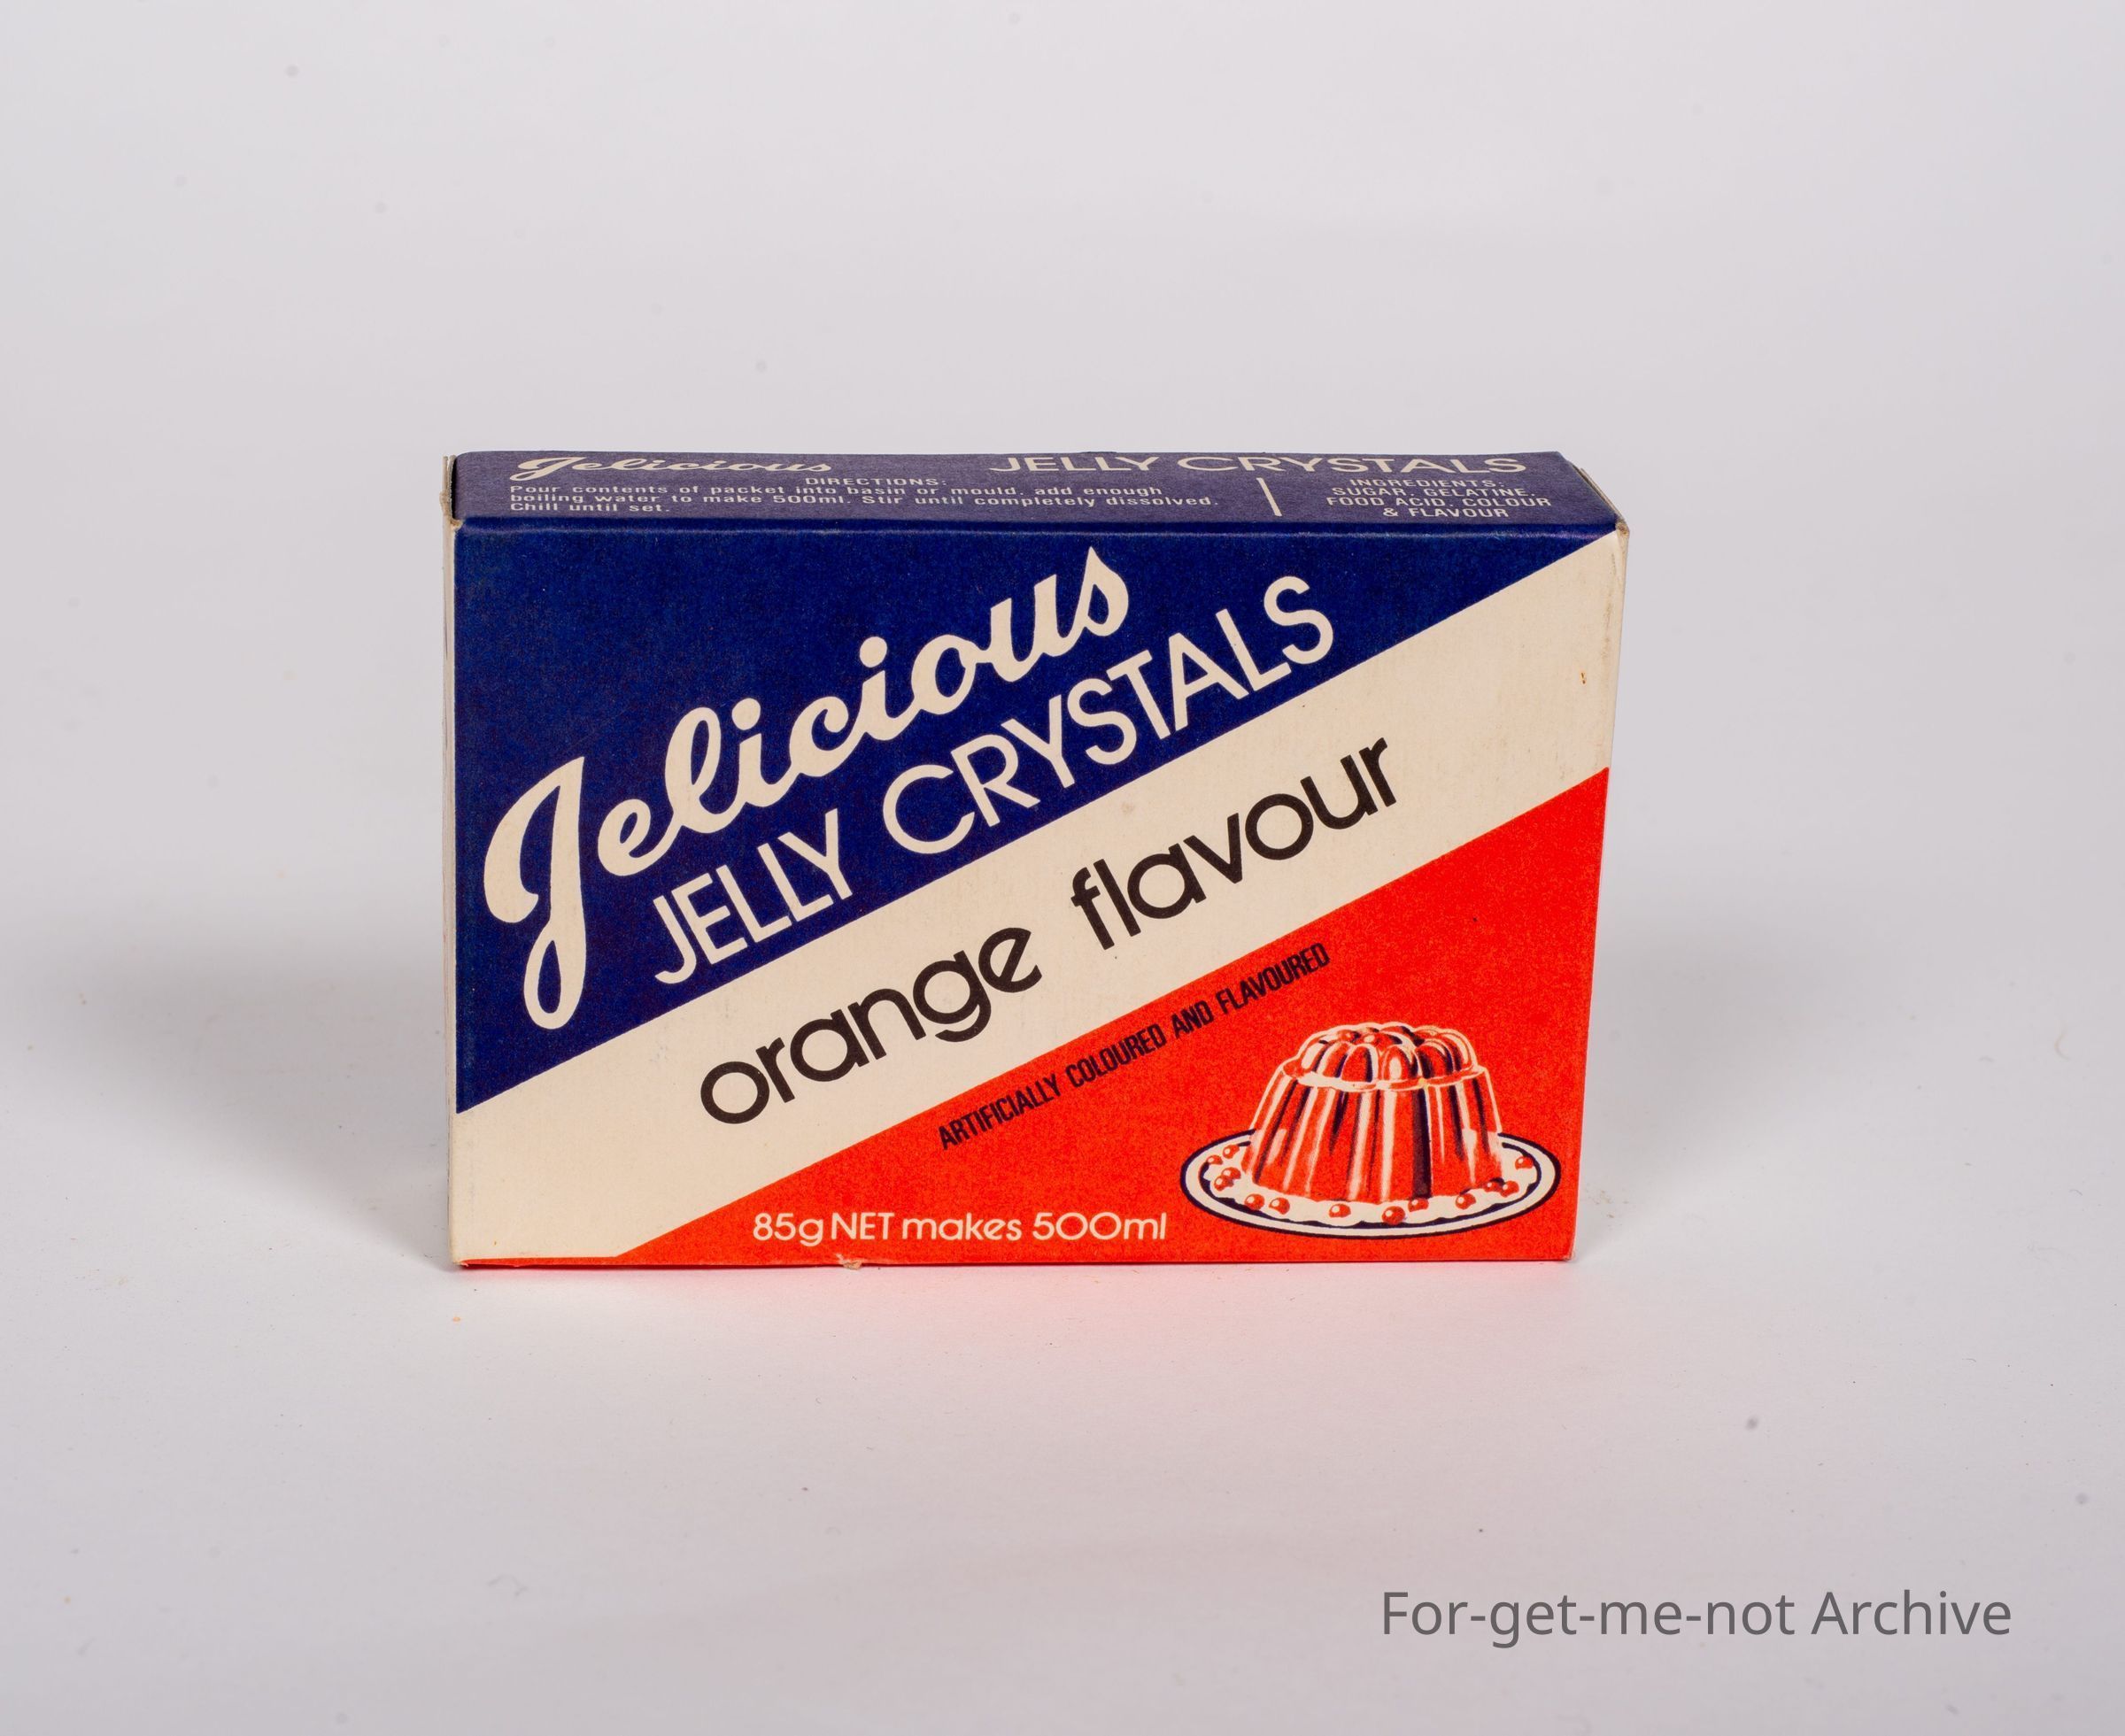 Jelicious
JELLY CRYSTALS
DIRECTIONS:
Pour contents of packet into basin or mould, add enough
boiling water to make 500ml. Stir until completely dissolved.
Chill until set.
INGREDIENTS:
SUGAR, GELATINE,
FOOD ACID, COLOUR
& FLAVOUR
Jelicious
JELLY CRYSTALS
orange flavour
ARTIFICIALLY COLOURED AND FLAVOURED
85g NET makes 500ml
For-get-me-not Archive